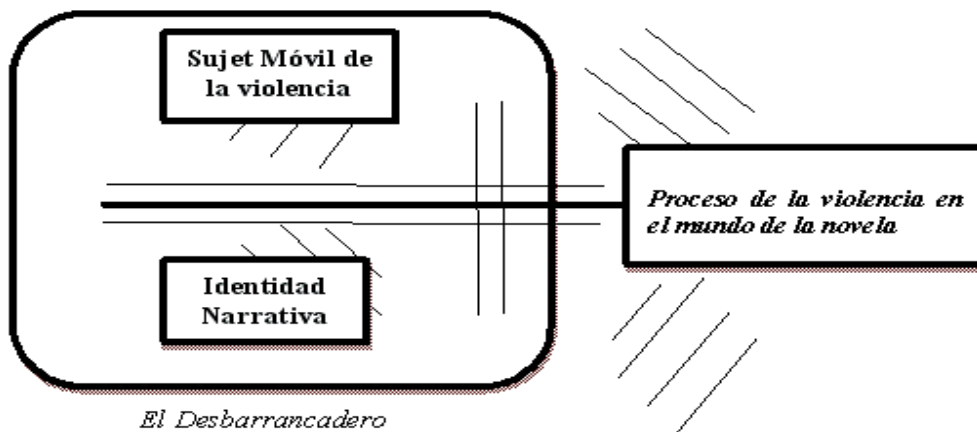 Sujet Móvil de
la violencia
Proceso de la violencia en
el mundo de la novela
Identidad
Narrativa
El Desbarrancadero